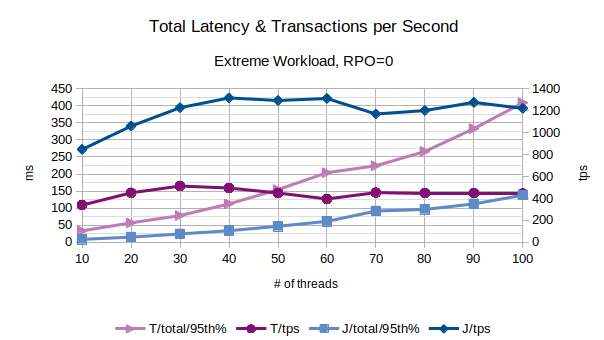 Total Latency & Transactions per Second
Extreme Workload, RPO=0
450 1400
400 1200
350 1000
300 800
250 600
200 400
150 200
100 0
50
0
ms
tps
10 20 30 40 50 60 70 80 90 100
# of threads
T/total/95th% T/tps J/total/95th% J/tps